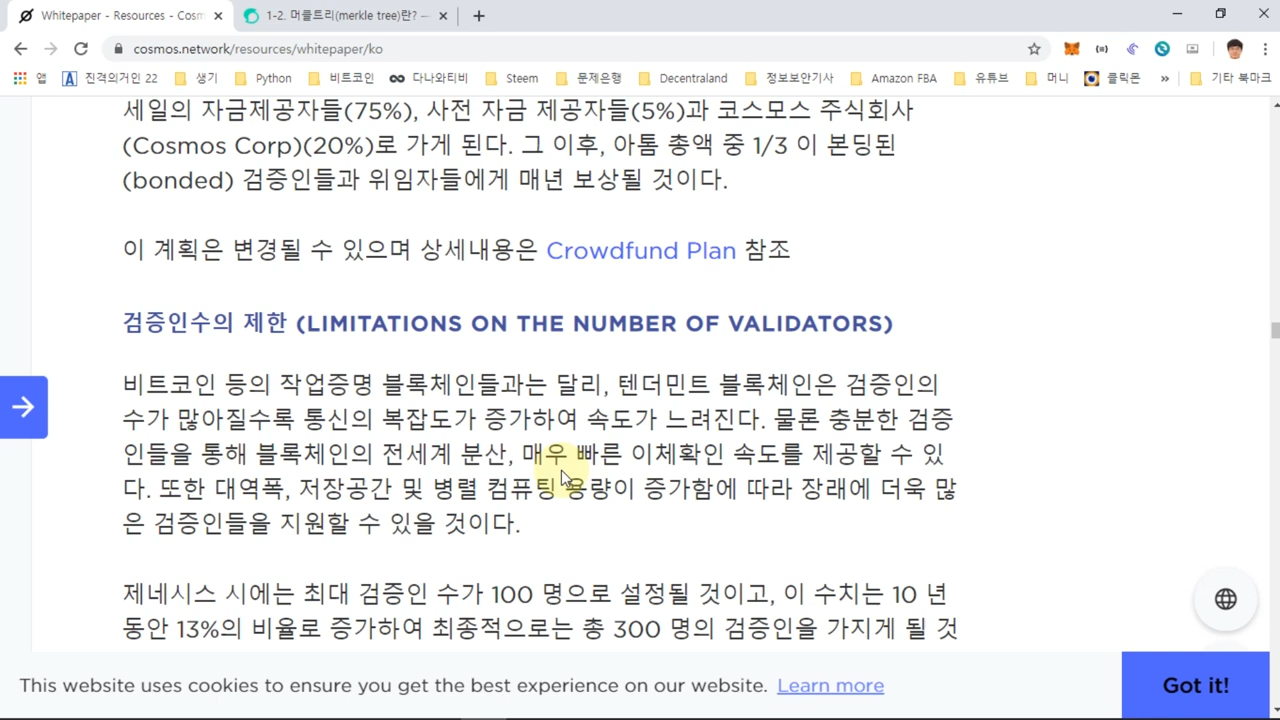 Whitepaper - Resources - Cosm
1-2. 머클트리(merkle tree)란? —
cosmos.network/resources/whitepaper/ko
앱
진격의거인 22
생기
Python
비트코인
다나와티비
Steem
문제은행
Decentraland
정보보안기사
Amazon FBA
유튜브
머니
클릭몬
»
기타 북마크
세일의 자금제공자들(75%), 사전 자금 제공자들(5%)과 코스모스 주식회사
(Cosmos Corp)(20%)로 가게 된다. 그 이후, 아톰 총액 중 1/3 이 본딩된
(bonded) 검증인들과 위임자들에게 매년 보상될 것이다.
이 계획은 변경될 수 있으며 상세내용은 Crowdfund Plan 참조
검증인수의 제한 (LIMITATIONS ON THE NUMBER OF VALIDATORS)
비트코인 등의 작업증명 블록체인들과는 달리, 텐더민트 블록체인은 검증인의
수가 많아질수록 통신의 복잡도가 증가하여 속도가 느려진다. 물론 충분한 검증
인들을 통해 블록체인의 전세계 분산, 매우 빠른 이체확인 속도를 제공할 수 있
다. 또한 대역폭, 저장공간 및 병렬 컴퓨팅 용량이 증가함에 따라 장래에 더욱 많
은 검증인들을 지원할 수 있을 것이다.
제네시스 시에는 최대 검증인 수가 100 명으로 설정될 것이고, 이 수치는 10 년
동안 13%의 비율로 증가하여 최종적으로는 총 300 명의 검증인을 가지게 될 것
This website uses cookies to ensure you get the best experience on our website. Learn more
Got it!